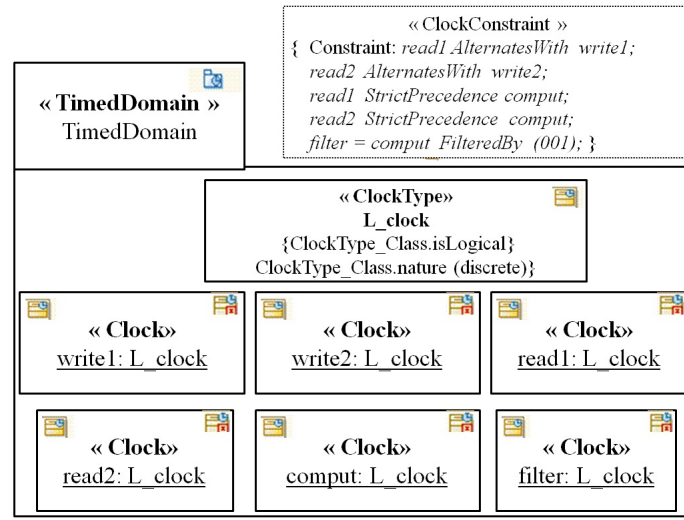 « ClockConstraint »
{ Constraint: read1 AlternatesWith write1;
read2 AlternatesWith write2;
read1 StrictPrecedence comput;
read2 StrictPrecedence comput;
filter = comput FilteredBy (001); }
« TimedDomain »
TimedDomain
« ClockType»
L_clock
{ClockType_Class.isLogical}
ClockType_Class.nature (discrete)}
« Clock»
write1: L_clock
« Clock»
write2: L_clock
« Clock»
read1: L_clock
« Clock»
read2: L_clock
« Clock»
comput: L_clock
« Clock»
filter: L_clock